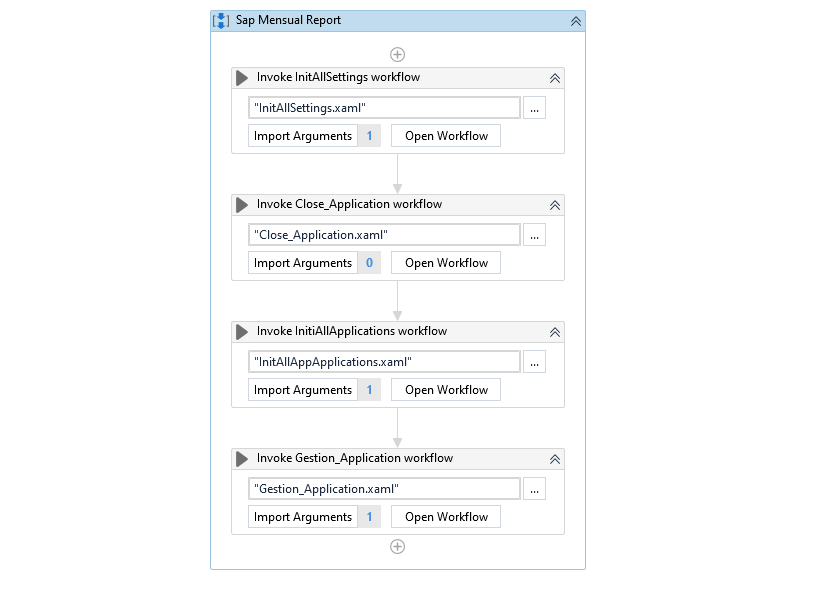 Sap Mensual Report
Invoke InitAllSettings workflow
"InitAllSettings.xaml"
...
Import Arguments 1 Open Workflow
Invoke Close_Application workflow
"Close_Application.xaml"
...
Import Arguments 0 Open Workflow
Invoke InitiAllApplications workflow
"InitAllAppApplications.xaml"
...
Import Arguments 1 Open Workflow
Invoke Gestion_Application workflow
"Gestion_Application.xaml"
...
Import Arguments 1 Open Workflow